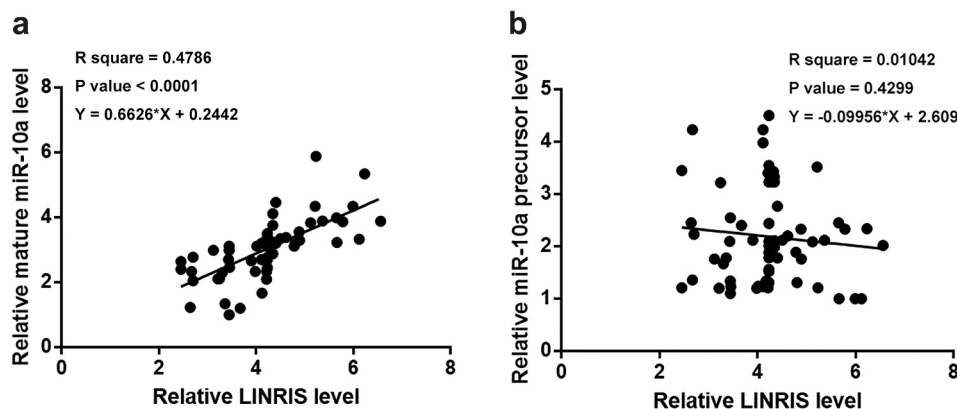 a
R square = 0.4786
P value < 0.0001
Y = 0.6626*X + 0.2442
Relative mature miR-10a level
8
6
4
2
0
0 2 4 6 8
Relative LINRIS level
b
R square = 0.01042
P value = 0.4299
Y = -0.09956*X + 2.609
Relative miR-10a precursor level
5
4
3
2
1
0
0 2 4 6 8
Relative LINRIS level